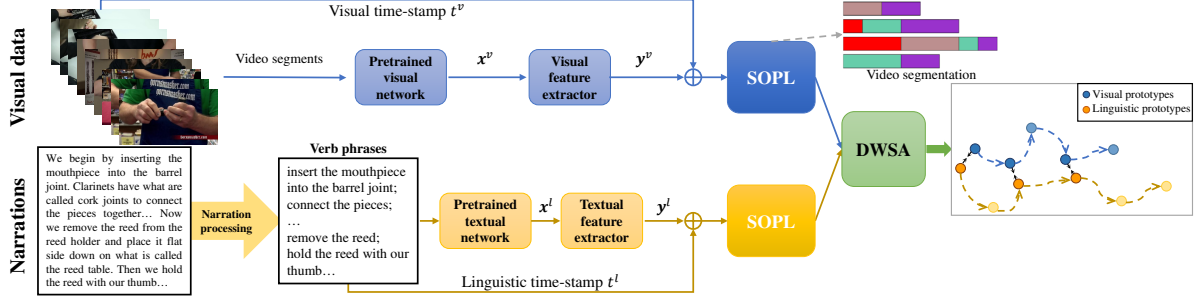 Visual data
Visual time-stamp t^v
Video segments
Pretrained
visual
network
x^v
Visual
feature
extractor
y^v
SOPL
Video segmentation
Visual prototypes
Linguistic prototypes
DWSA
Narrations
We begin by inserting the
mouthpiece into the barrel
joint. Clarinets have what are
called cork joints to connect
the pieces together… Now
we remove the reed from the
reed holder and place it flat
side down on what is called
the reed table. Then we hold
the reed with our thumb…
Narration
processing
Verb phrases
insert the mouthpiece
into the barrel joint;
connect the pieces;
…
remove the reed;
hold the reed with our
thumb…
Pretrained
textual
network
x^l
Textual
feature
extractor
y^l
SOPL
Linguistic time-stamp t^l